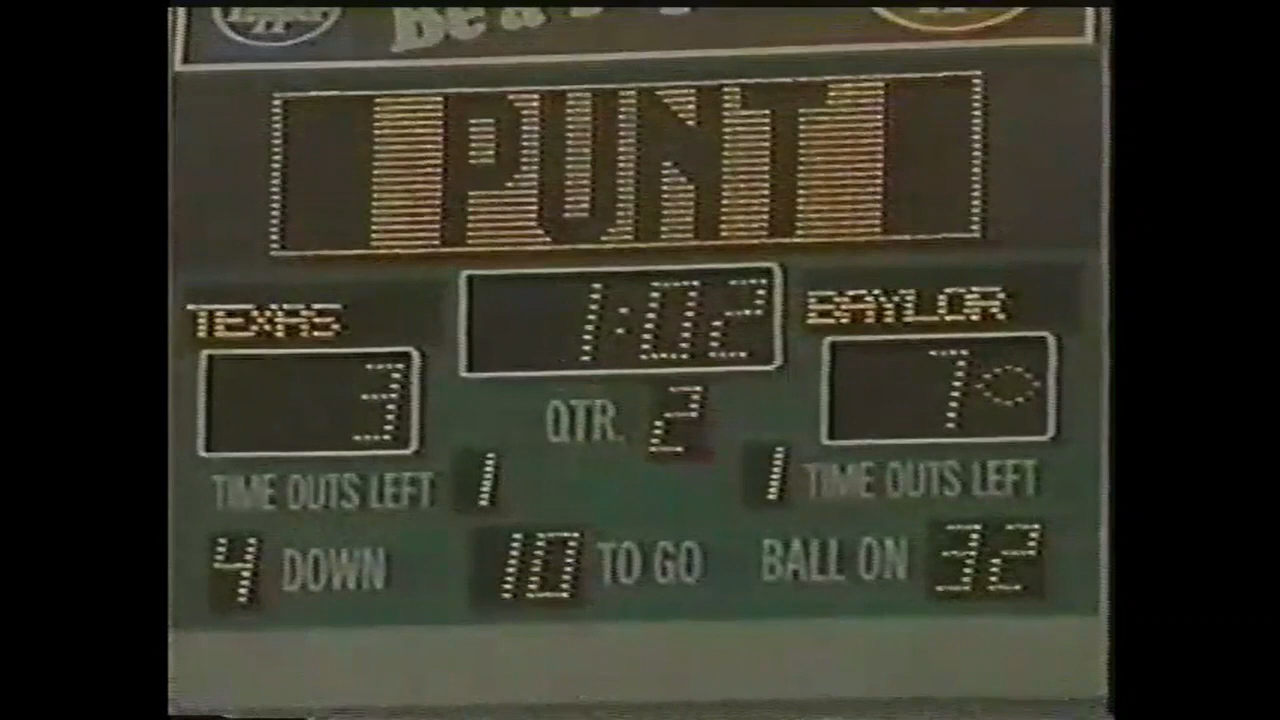 Be a
PUNT
TEXAS 1:02 BAYLOR
3 QTR. 2 7
TIME OUTS LEFT 1 1 TIME OUTS LEFT
4 DOWN 10 TO GO BALL ON 32